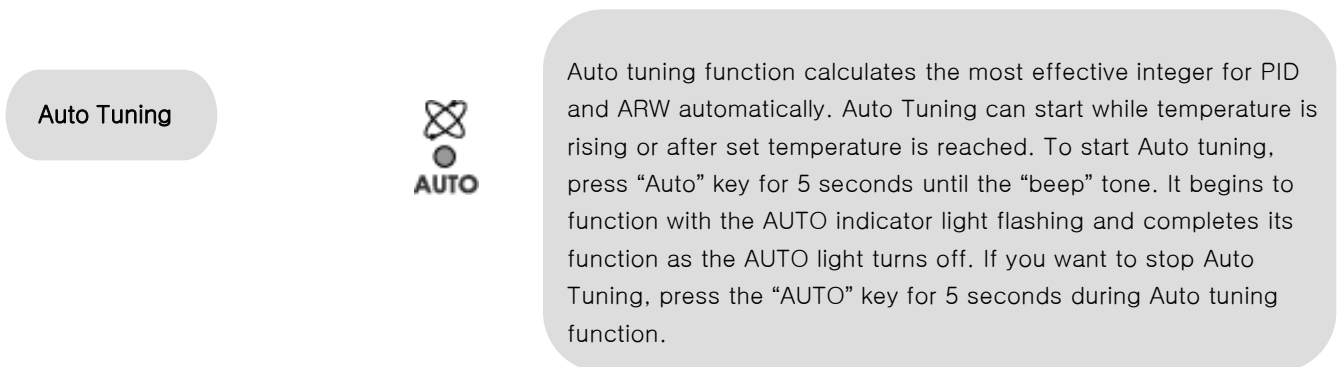 Auto Tuning
AUTO
Auto tuning function calculates the most effective integer for PID
and ARW automatically. Auto Tuning can start while temperature is
rising or after set temperature is reached. To start Auto tuning,
press “Auto” key for 5 seconds until the “beep” tone. It begins to
function with the AUTO indicator light flashing and completes its
function as the AUTO light turns off. If you want to stop Auto
Tuning, press the “AUTO” key for 5 seconds during Auto tuning
function.